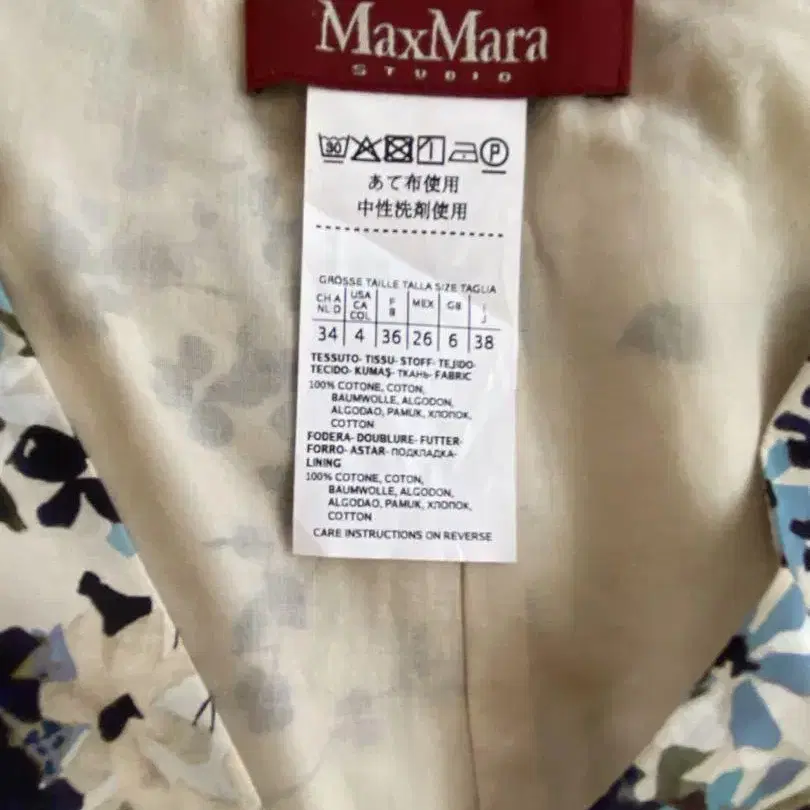 MaxMara
STUDIO
30 P
あて布使用
中性洗剤使用
GRÖSSE TAILLE TALLA SIZE TAGLIA
CH A NL D USA CA COL F B MEX GB I J
34 4 36 26 6 38
TESSUTO- TISSU- STOFF- TEJIDO-
TECIDO- KUMAŞ- ТКАНЬ- FABRIC
100% COTONE, COTON,
BAUMWOLLE, ALGODON,
ALGODAO, PAMUK, ХЛОПОК,
COTTON
FODERA- DOUBLURE- FUTTER-
FORRO- ASTAR- ПОДКЛАДКА-
LINING
100% COTONE, COTON,
BAUMWOLLE, ALGODON,
ALGODAO, PAMUK, ХЛОПОК,
COTTON
CARE INSTRUCTIONS ON REVERSE